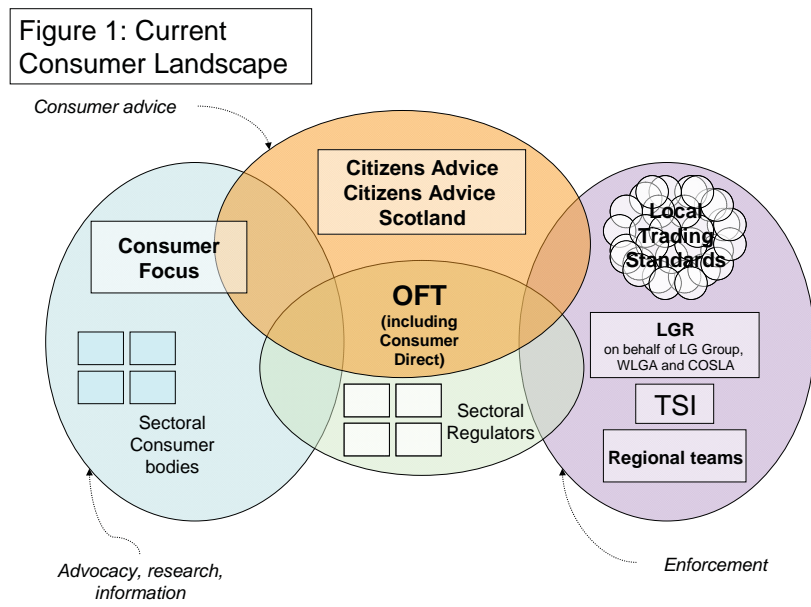 Figure 1: Current
Consumer Landscape
Consumer advice
Citizens Advice
Citizens Advice
Scotland
Consumer
Focus
Local
Trading
Standards
OFT
(including
Consumer
Direct)
LGR
on behalf of LG Group,
WLGA and COSLA
TSI
Regional teams
Sectoral
Consumer
bodies
Sectoral
Regulators
Advocacy, research,
information
Enforcement